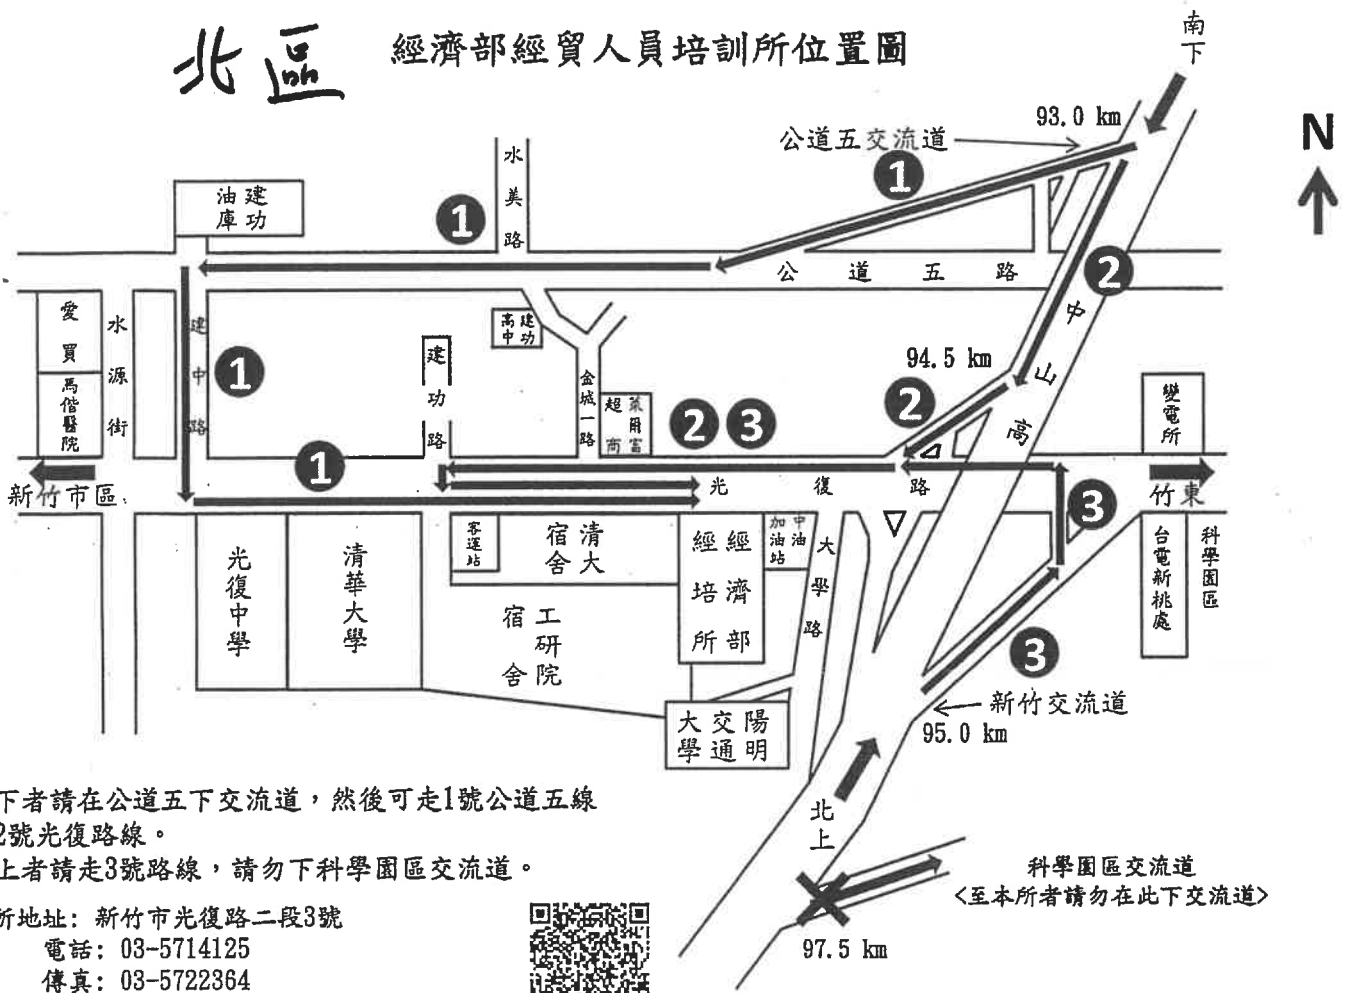 北區
經濟部經貿人員培訓所位置圖
南下
N
93.0 km
公道五交流道
1
水美路
1
建功油庫
公道五路
2
中山高
愛買
水源街
建中路
1
建功高中
建功路
94.5 km
2
金城一路
萊爾富超商
2 3
變電所
馬偕醫院
1
新竹市區
光復路
竹東
3
客運站
清大宿舍
經濟部經培所
中油加油站
大學路
台電新桃處
科學園區
光復中學
清華大學
工研院宿舍
3
新竹交流道
95.0 km
陽明交通大學
北上
下者請在公道五下交流道，然後可走1號公道五線
2號光復路線。
上者請走3號路線，請勿下科學園區交流道。
科學園區交流道
<至本所者請勿在此下交流道>
97.5 km
所地址: 新竹市光復路二段3號
電話: 03-5714125
傳真: 03-5722364